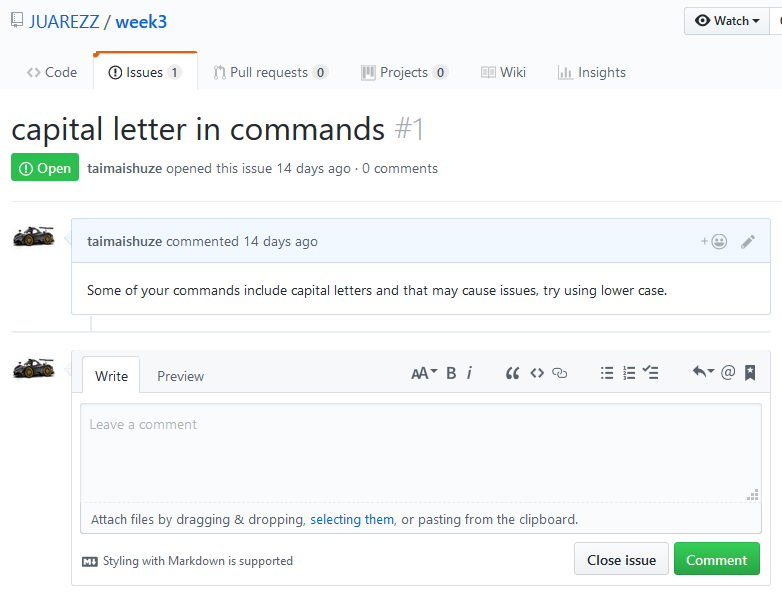 JUAREZZ / week3
Watch
Code
Issues 1
Pull requests 0
Projects 0
Wiki
Insights
capital letter in commands #1
Open
taimaishuze opened this issue 14 days ago · 0 comments
taimaishuze commented 14 days ago
Some of your commands include capital letters and that may cause issues, try using lower case.
Write
Preview
AA B i
Leave a comment
Attach files by dragging & dropping, selecting them, or pasting from the clipboard.
Styling with Markdown is supported
Close issue
Comment